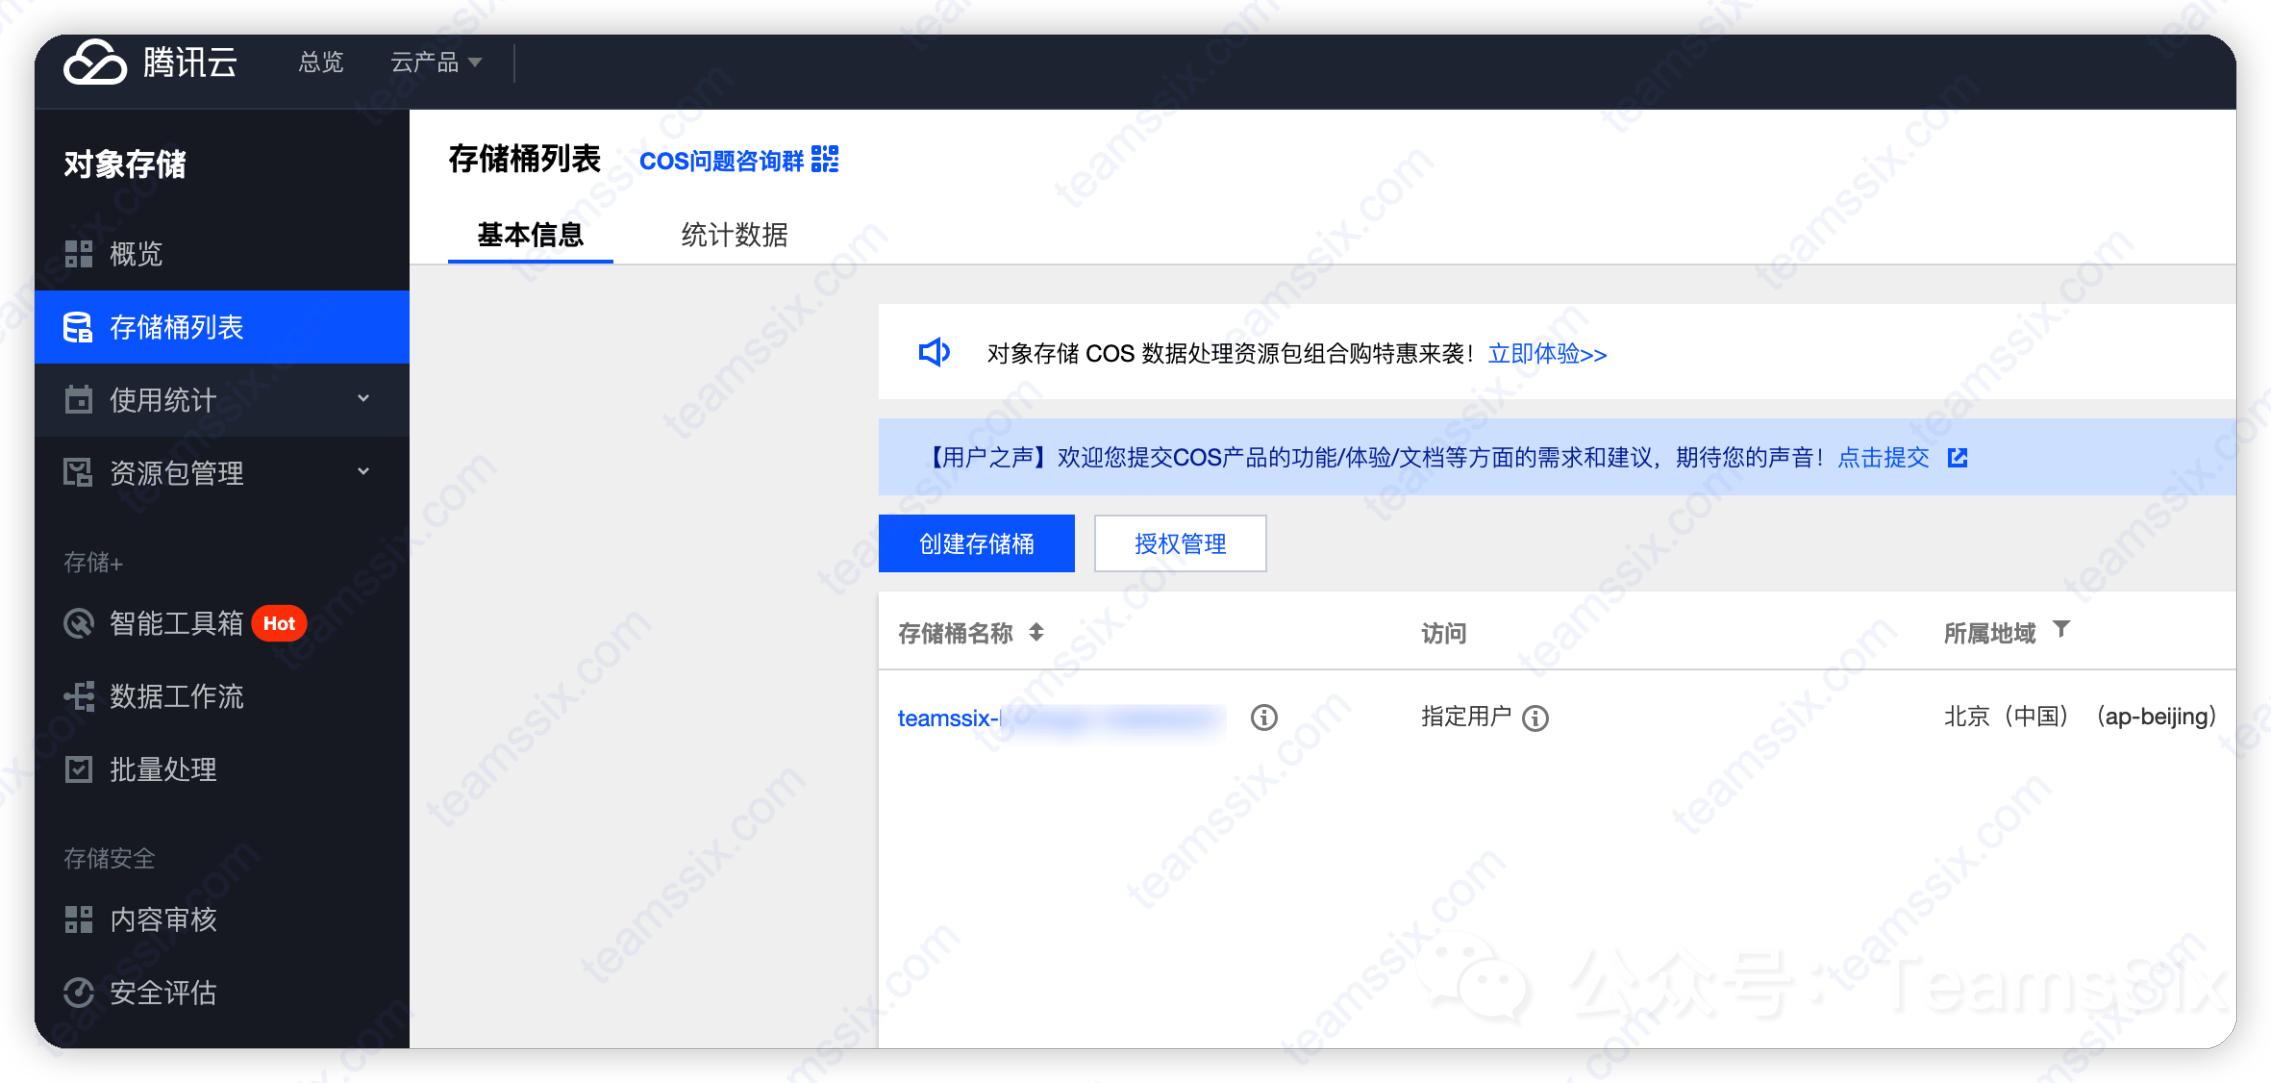 腾讯云 总览 云产品
对象存储
概览
存储桶列表
使用统计
资源包管理
存储+
智能工具箱 Hot
数据工作流
批量处理
存储安全
内容审核
安全评估
存储桶列表 COS问题咨询群
基本信息 统计数据
对象存储 COS 数据处理资源包组合购特惠来袭！立即体验>>
【用户之声】欢迎您提交COS产品的功能/体验/文档等方面的需求和建议，期待您的声音！点击提交
创建存储桶 授权管理
存储桶名称 访问 所属地域
teamssix- 指定用户 北京（中国）（ap-beijing）
公众号：TeamsSix
teamssix.com